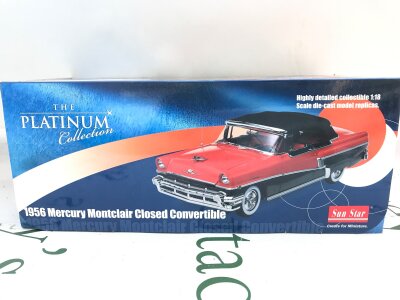 THE
PLATINUM
Collection
Highly detailed collectible 1:18
Scale die-cast model replicas.
1956 Mercury Montclair Closed Convertible
Sun Star
Credits For Miniature.